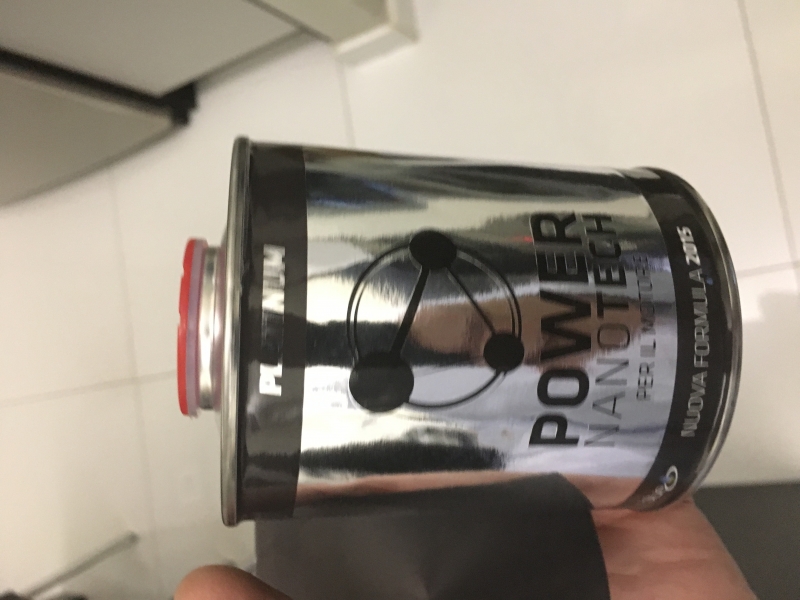 PLATINUM
POWER
NANOTECH
PER IL MOTORE
NUOVA FORMULA 2015